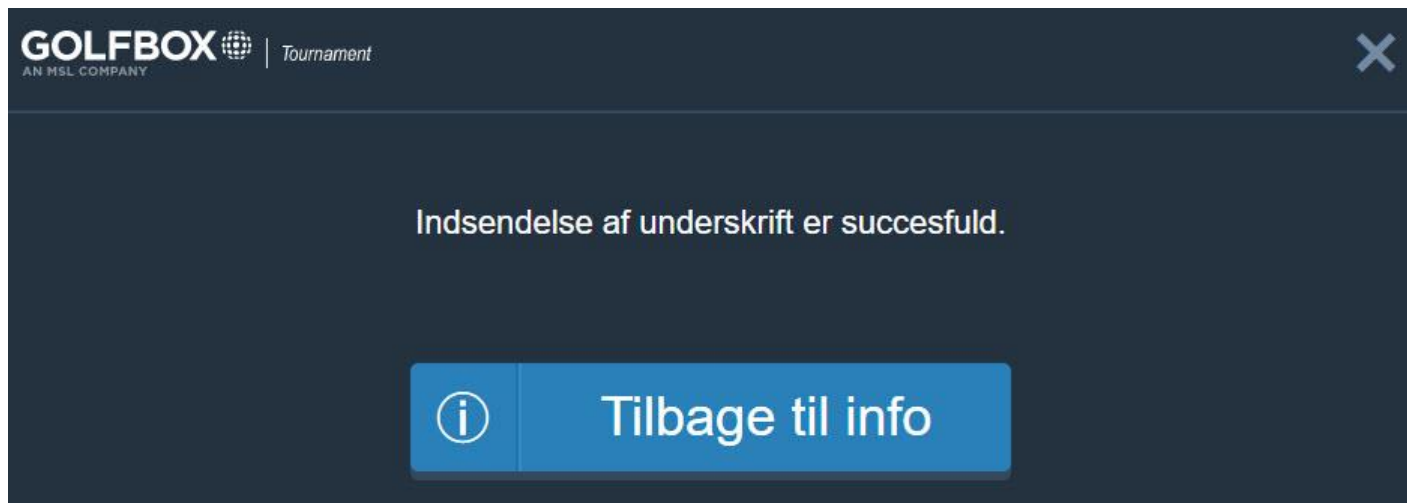 GOLFBOX | Tournament
AN MSL COMPANY
Indsendelse af underskrift er succesfuld.
Tilbage til info